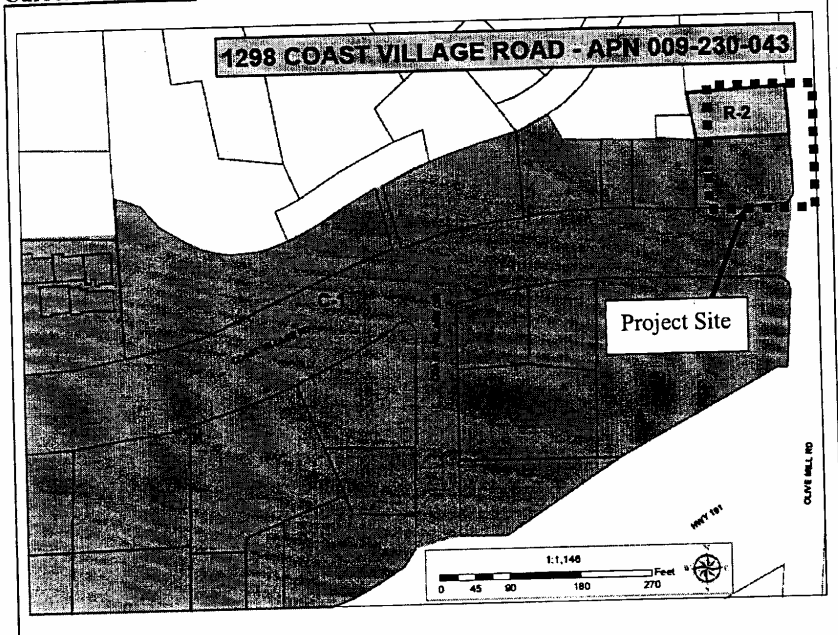 1298 COAST VILLAGE ROAD - APN 009-230-043
R-2
C-1
Project Site
OLIVE MILL RD
HWY 101
1:1,146
Feet
0 45 90 180 270